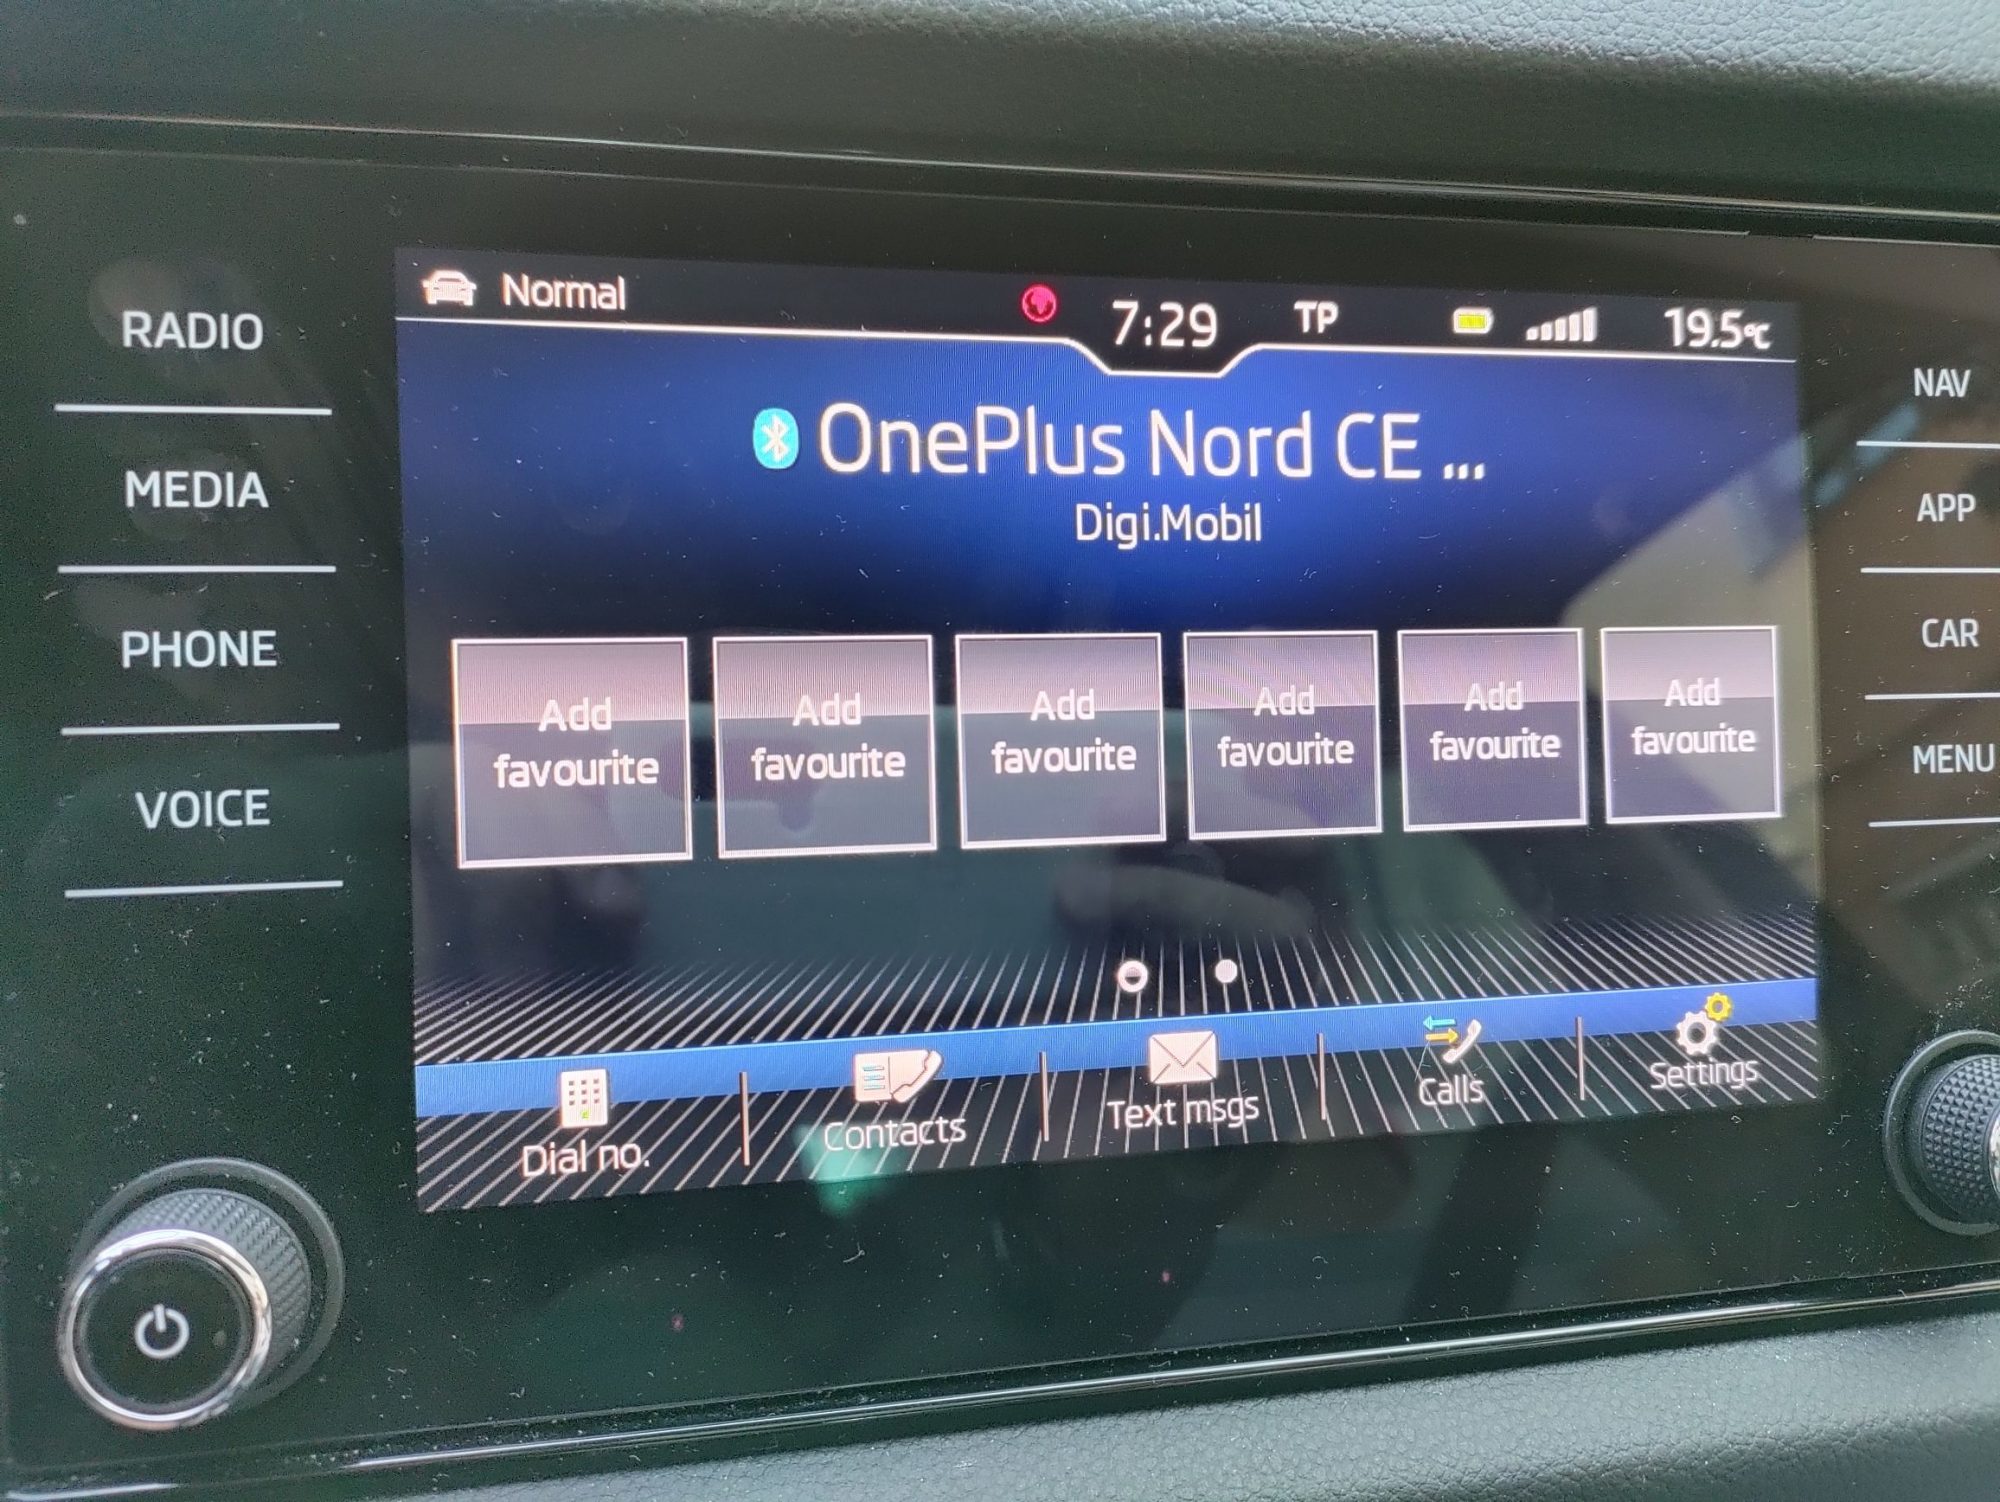 Normal
7:29
TP
19.5°C
RADIO
MEDIA
PHONE
VOICE
OnePlus Nord CE ...
Digi.Mobil
Add
favourite
Add
favourite
Add
favourite
Add
favourite
Add
favourite
Add
favourite
Dial no.
Contacts
Text msgs
Calls
Settings
NAV
APP
CAR
MENU